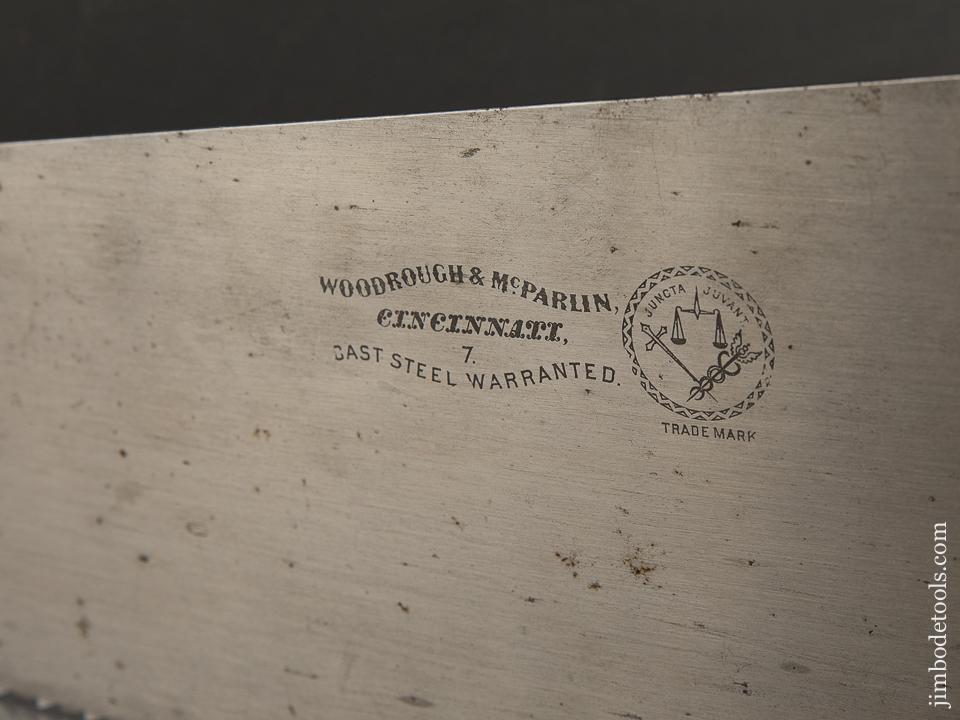 WOODROUGH & McPARLIN,
CINCINNATI,
7.
CAST STEEL WARRANTED.
JUNCTA JUVANT
TRADE MARK
jimbodetools.com